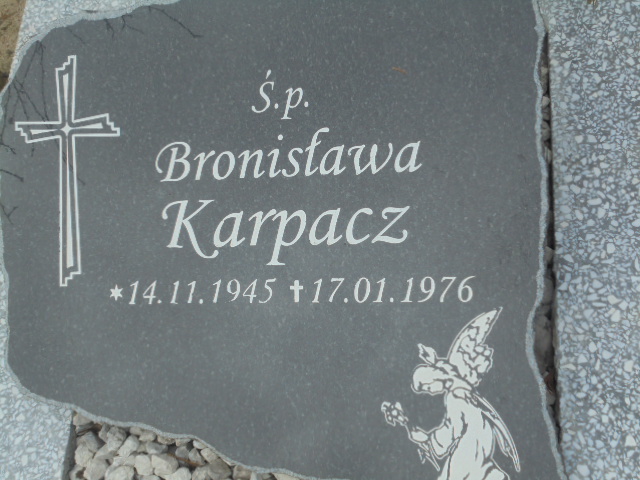 Ś.p.
Bronisława
Karpacz
*14.11.1945 ✝17.01.1976